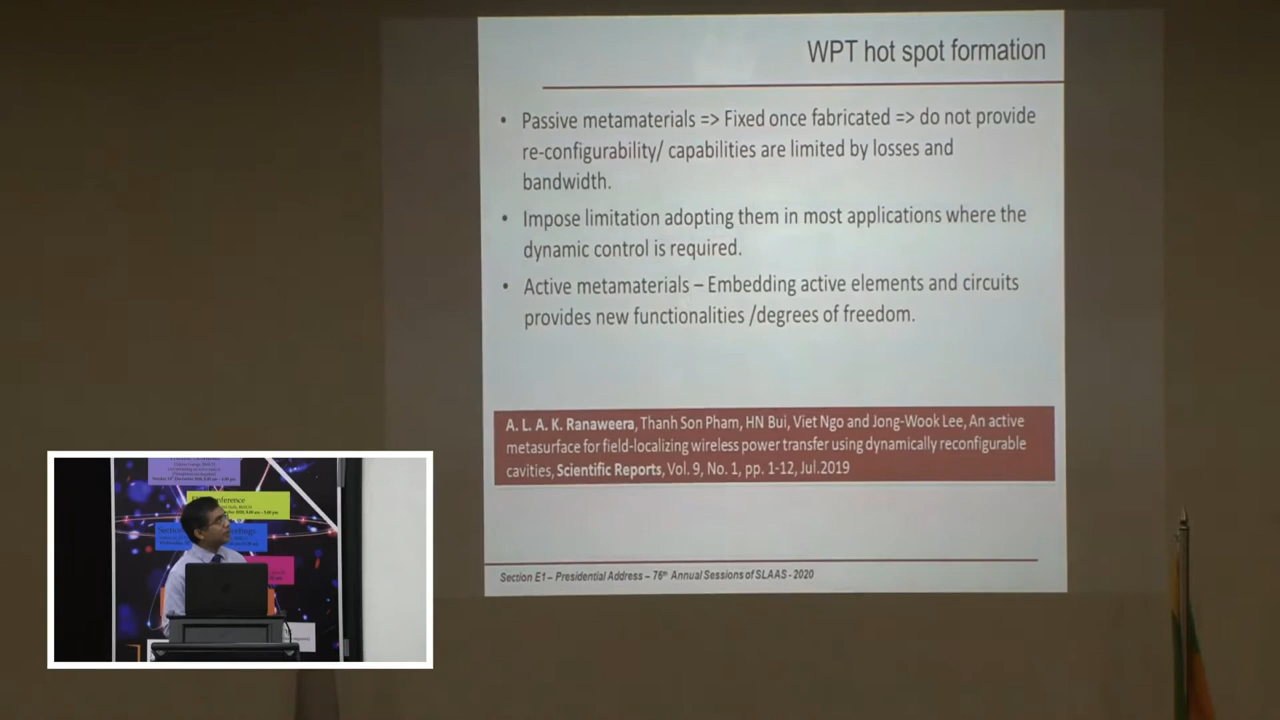 WPT hot spot formation
• Passive metamaterials => Fixed once fabricated => do not provide
re-configurability/ capabilities are limited by losses and
bandwidth.
• Impose limitation adopting them in most applications where the
dynamic control is required.
• Active metamaterials – Embedding active elements and circuits
provides new functionalities /degrees of freedom.
A. L. A. K. Ranaweera, Thanh Son Pham, HN Bui, Viet Ngo and Jong-Wook Lee, An active
metasurface for field-localizing wireless power transfer using dynamically reconfigurable
cavities, Scientific Reports, Vol. 9, No. 1, pp. 1-12, Jul.2019
Section E1 – Presidential Address – 76th Annual Sessions of SLAAS - 2020